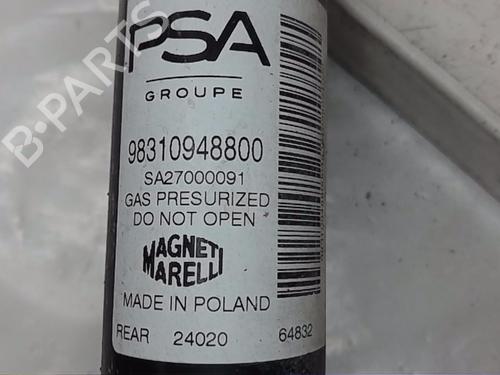 PSA
GROUPE
98310948800
SA27000091
GAS PRESURIZED
DO NOT OPEN
MAGNETI
MARELLI
MADE IN POLAND
REAR 24020 64832
B-PARTS